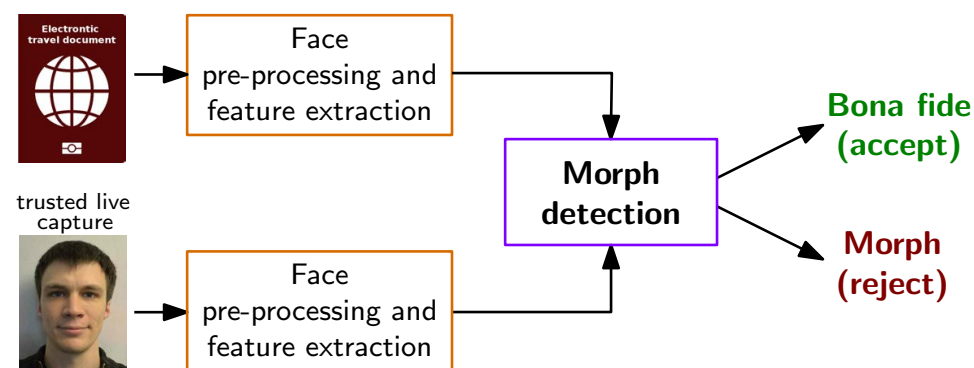 Electrontic
travel document
Face
pre-processing and
feature extraction
trusted live
capture
Face
pre-processing and
feature extraction
Morph
detection
Bona fide
(accept)
Morph
(reject)